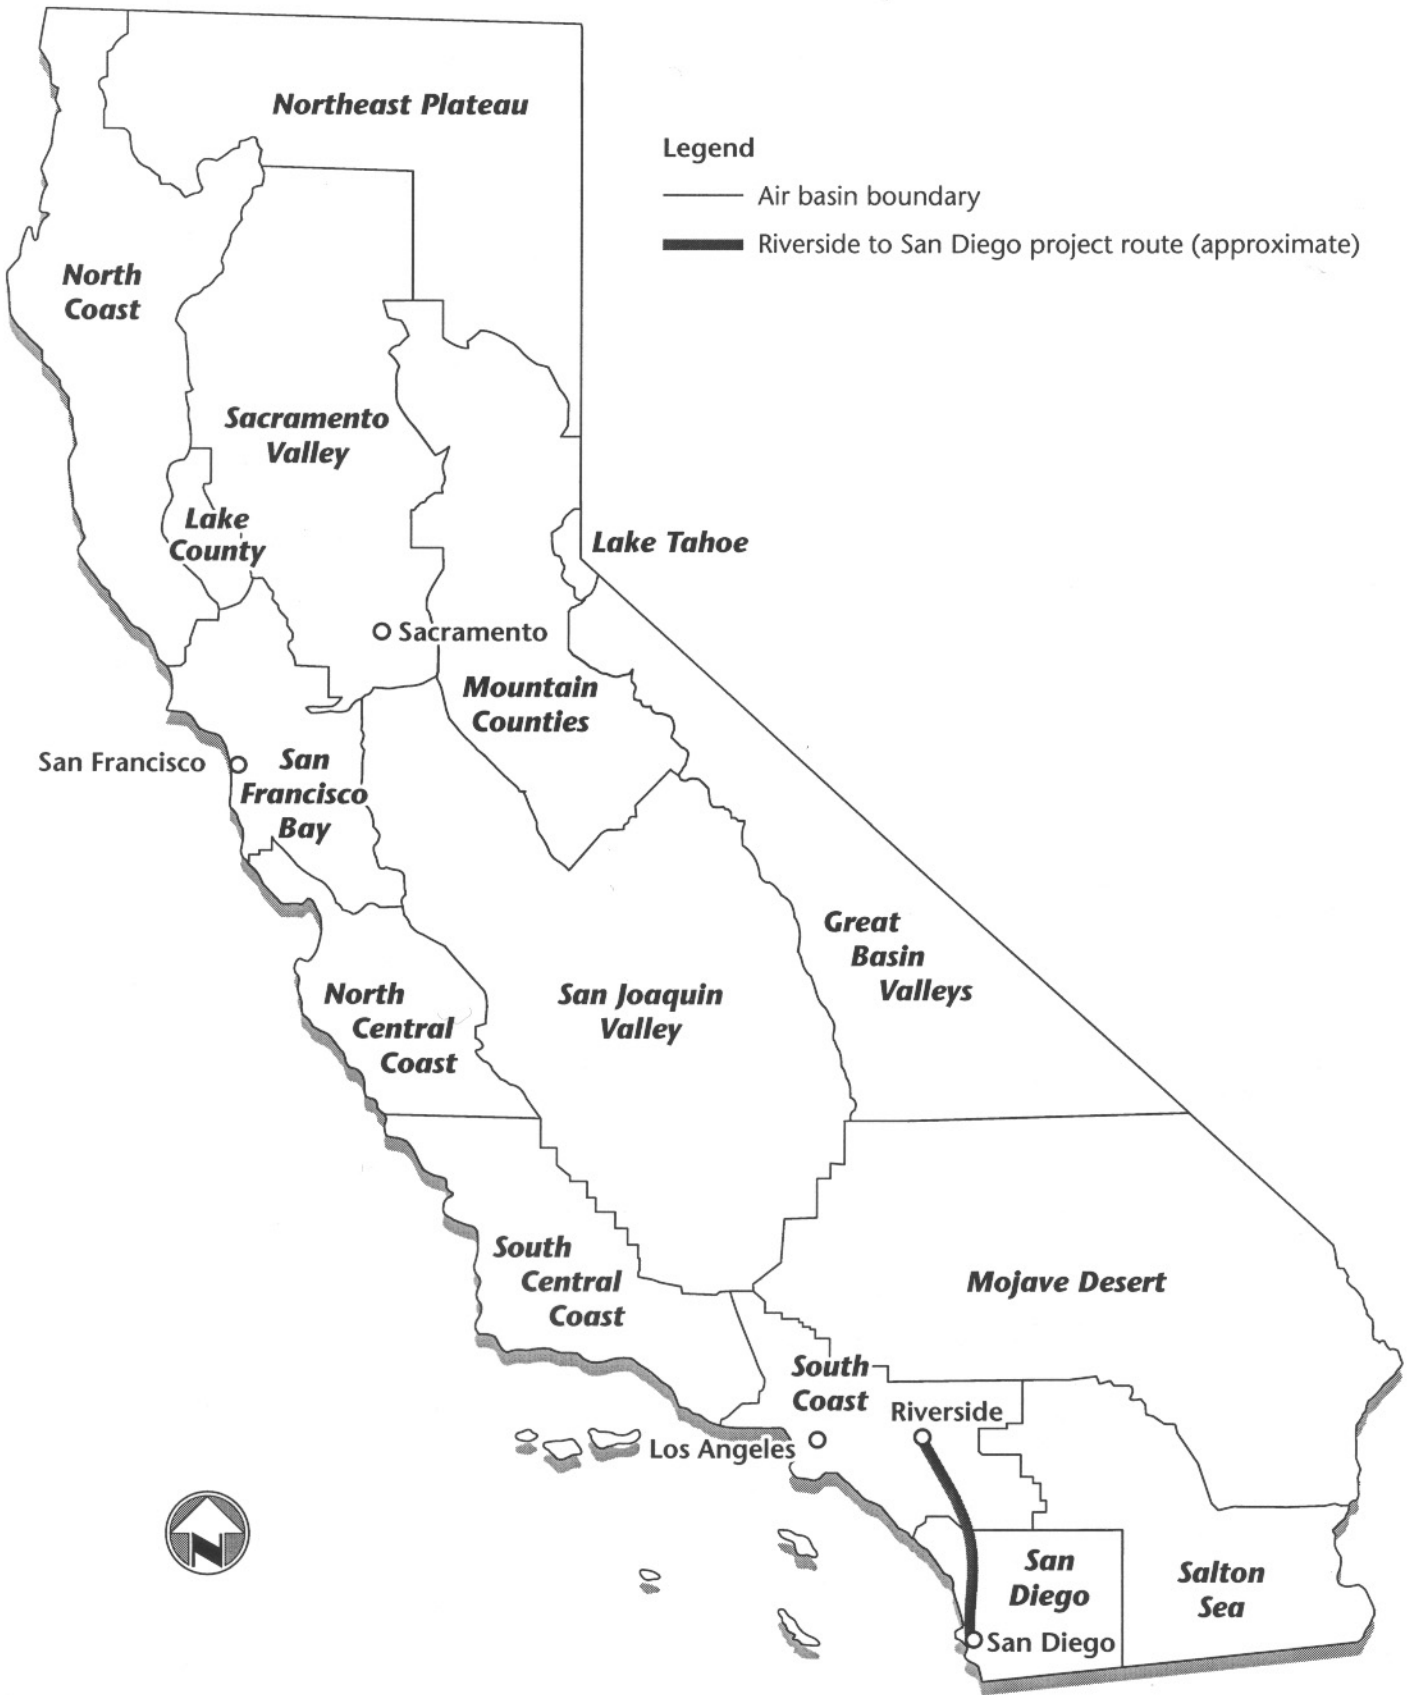 Northeast Plateau
Legend
Air basin boundary
Riverside to San Diego project route (approximate)
North
Coast
Sacramento
Valley
Lake
County
Lake Tahoe
Sacramento
Mountain
Counties
San Francisco
San
Francisco
Bay
Great
Basin
Valleys
North
Central
Coast
San Joaquin
Valley
South
Central
Coast
Mojave Desert
South
Coast
Riverside
Los Angeles
N
San
Diego
Salton
Sea
San Diego